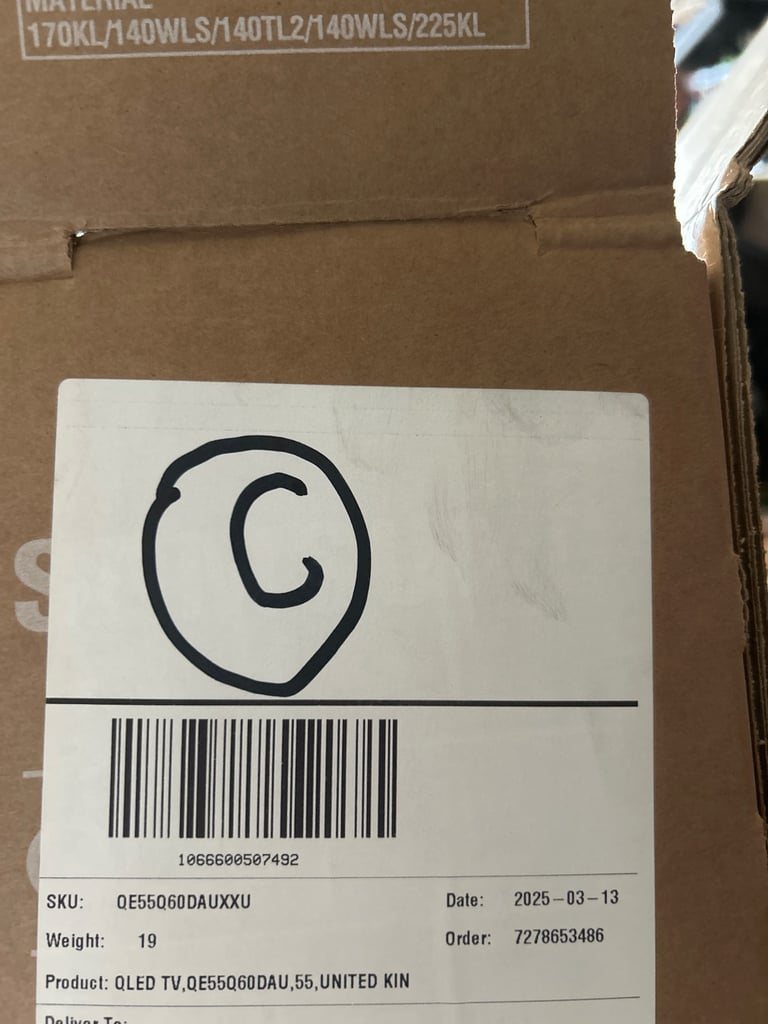 MATERIAL
170KL/140WLS/140TL2/140WLS/225KL
C
S
1066600507492
SKU: QE55Q60DAUXXU
Date: 2025-03-13
Weight: 19
Order: 7278653486
Product: QLED TV,QE55Q60DAU,55,UNITED KIN
Deliver To: